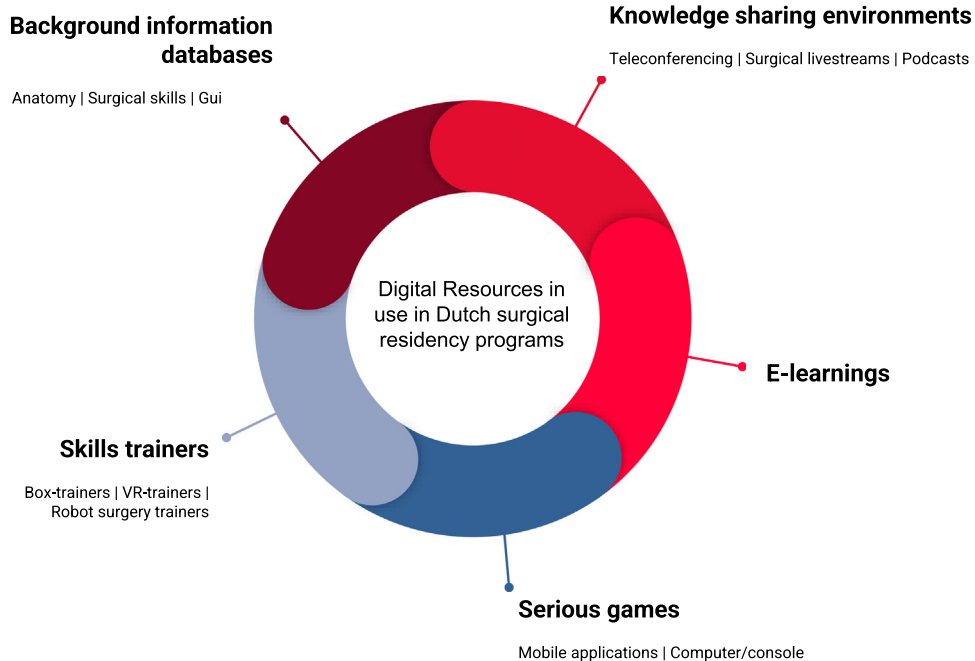 Background information
databases
Anatomy | Surgical skills | Gui
Knowledge sharing environments
Teleconferencing | Surgical livestreams | Podcasts
Digital Resources in
use in Dutch surgical
residency programs
E-learnings
Skills trainers
Box-trainers | VR-trainers |
Robot surgery trainers
Serious games
Mobile applications | Computer/console